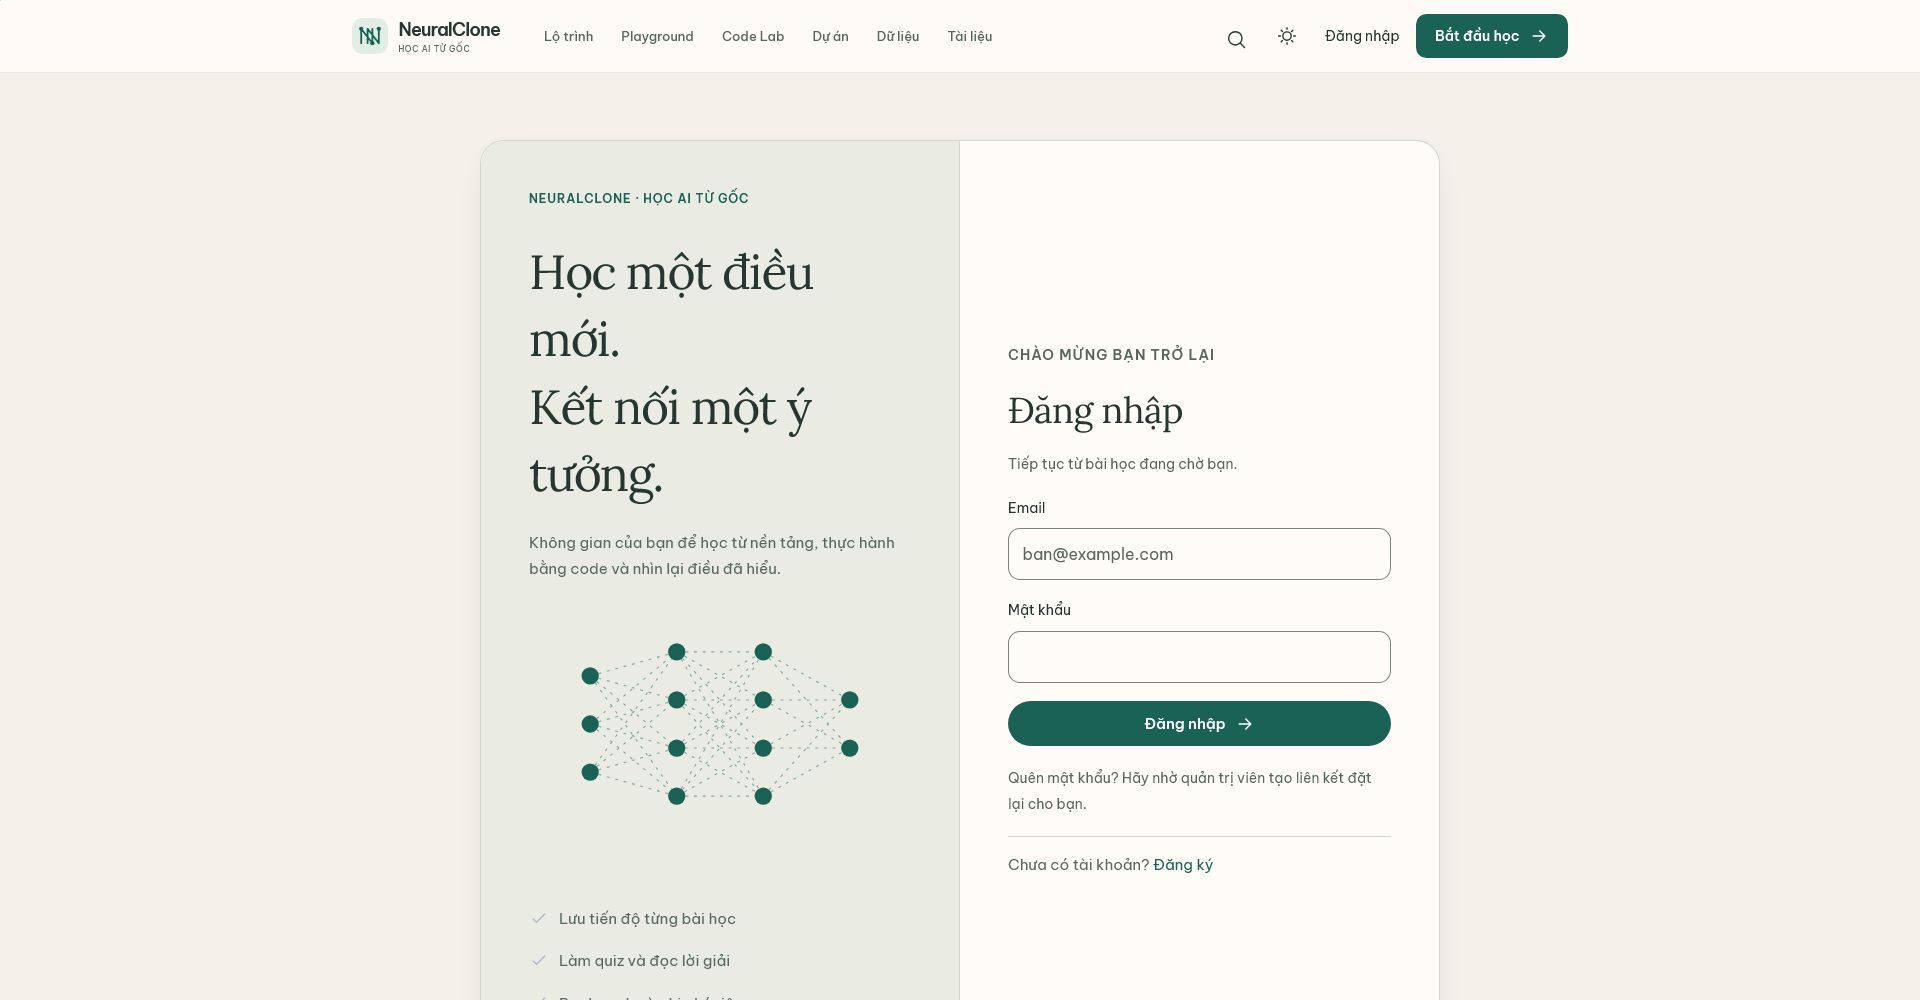 NeuralClone
HỌC AI TỪ GỐC
Lộ trình
Playground
Code Lab
Dự án
Dữ liệu
Tài liệu
Đăng nhập
Bắt đầu học
NEURALCLONE · HỌC AI TỪ GỐC
Học một điều
mới.
Kết nối một ý
tưởng.
Không gian của bạn để học từ nền tảng, thực hành
bằng code và nhìn lại điều đã hiểu.
Lưu tiến độ từng bài học
Làm quiz và đọc lời giải
CHÀO MỪNG BẠN TRỞ LẠI
Đăng nhập
Tiếp tục từ bài học đang chờ bạn.
Email
ban@example.com
Mật khẩu
Đăng nhập
Quên mật khẩu? Hãy nhờ quản trị viên tạo liên kết đặt
lại cho bạn.
Chưa có tài khoản? Đăng ký